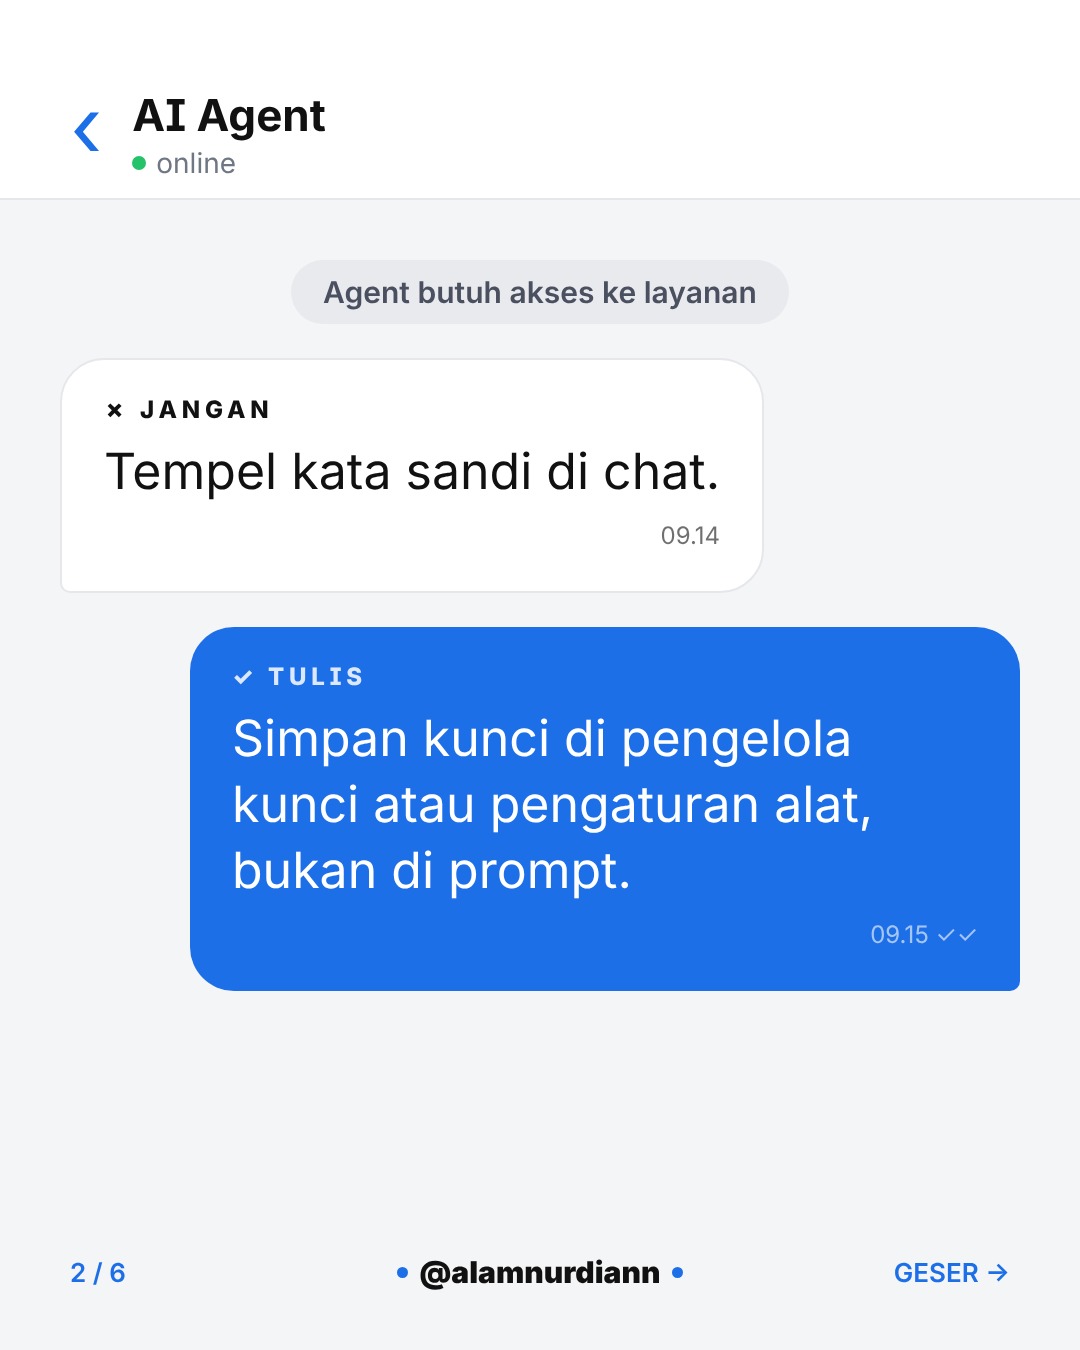 AI Agent
online
Agent butuh akses ke layanan
× JANGAN
Tempel kata sandi di chat.
09.14
✓ TULIS
Simpan kunci di pengelola
kunci atau pengaturan alat,
bukan di prompt.
09.15 ✓✓
2 / 6
• @alamnurdiann •
GESER →